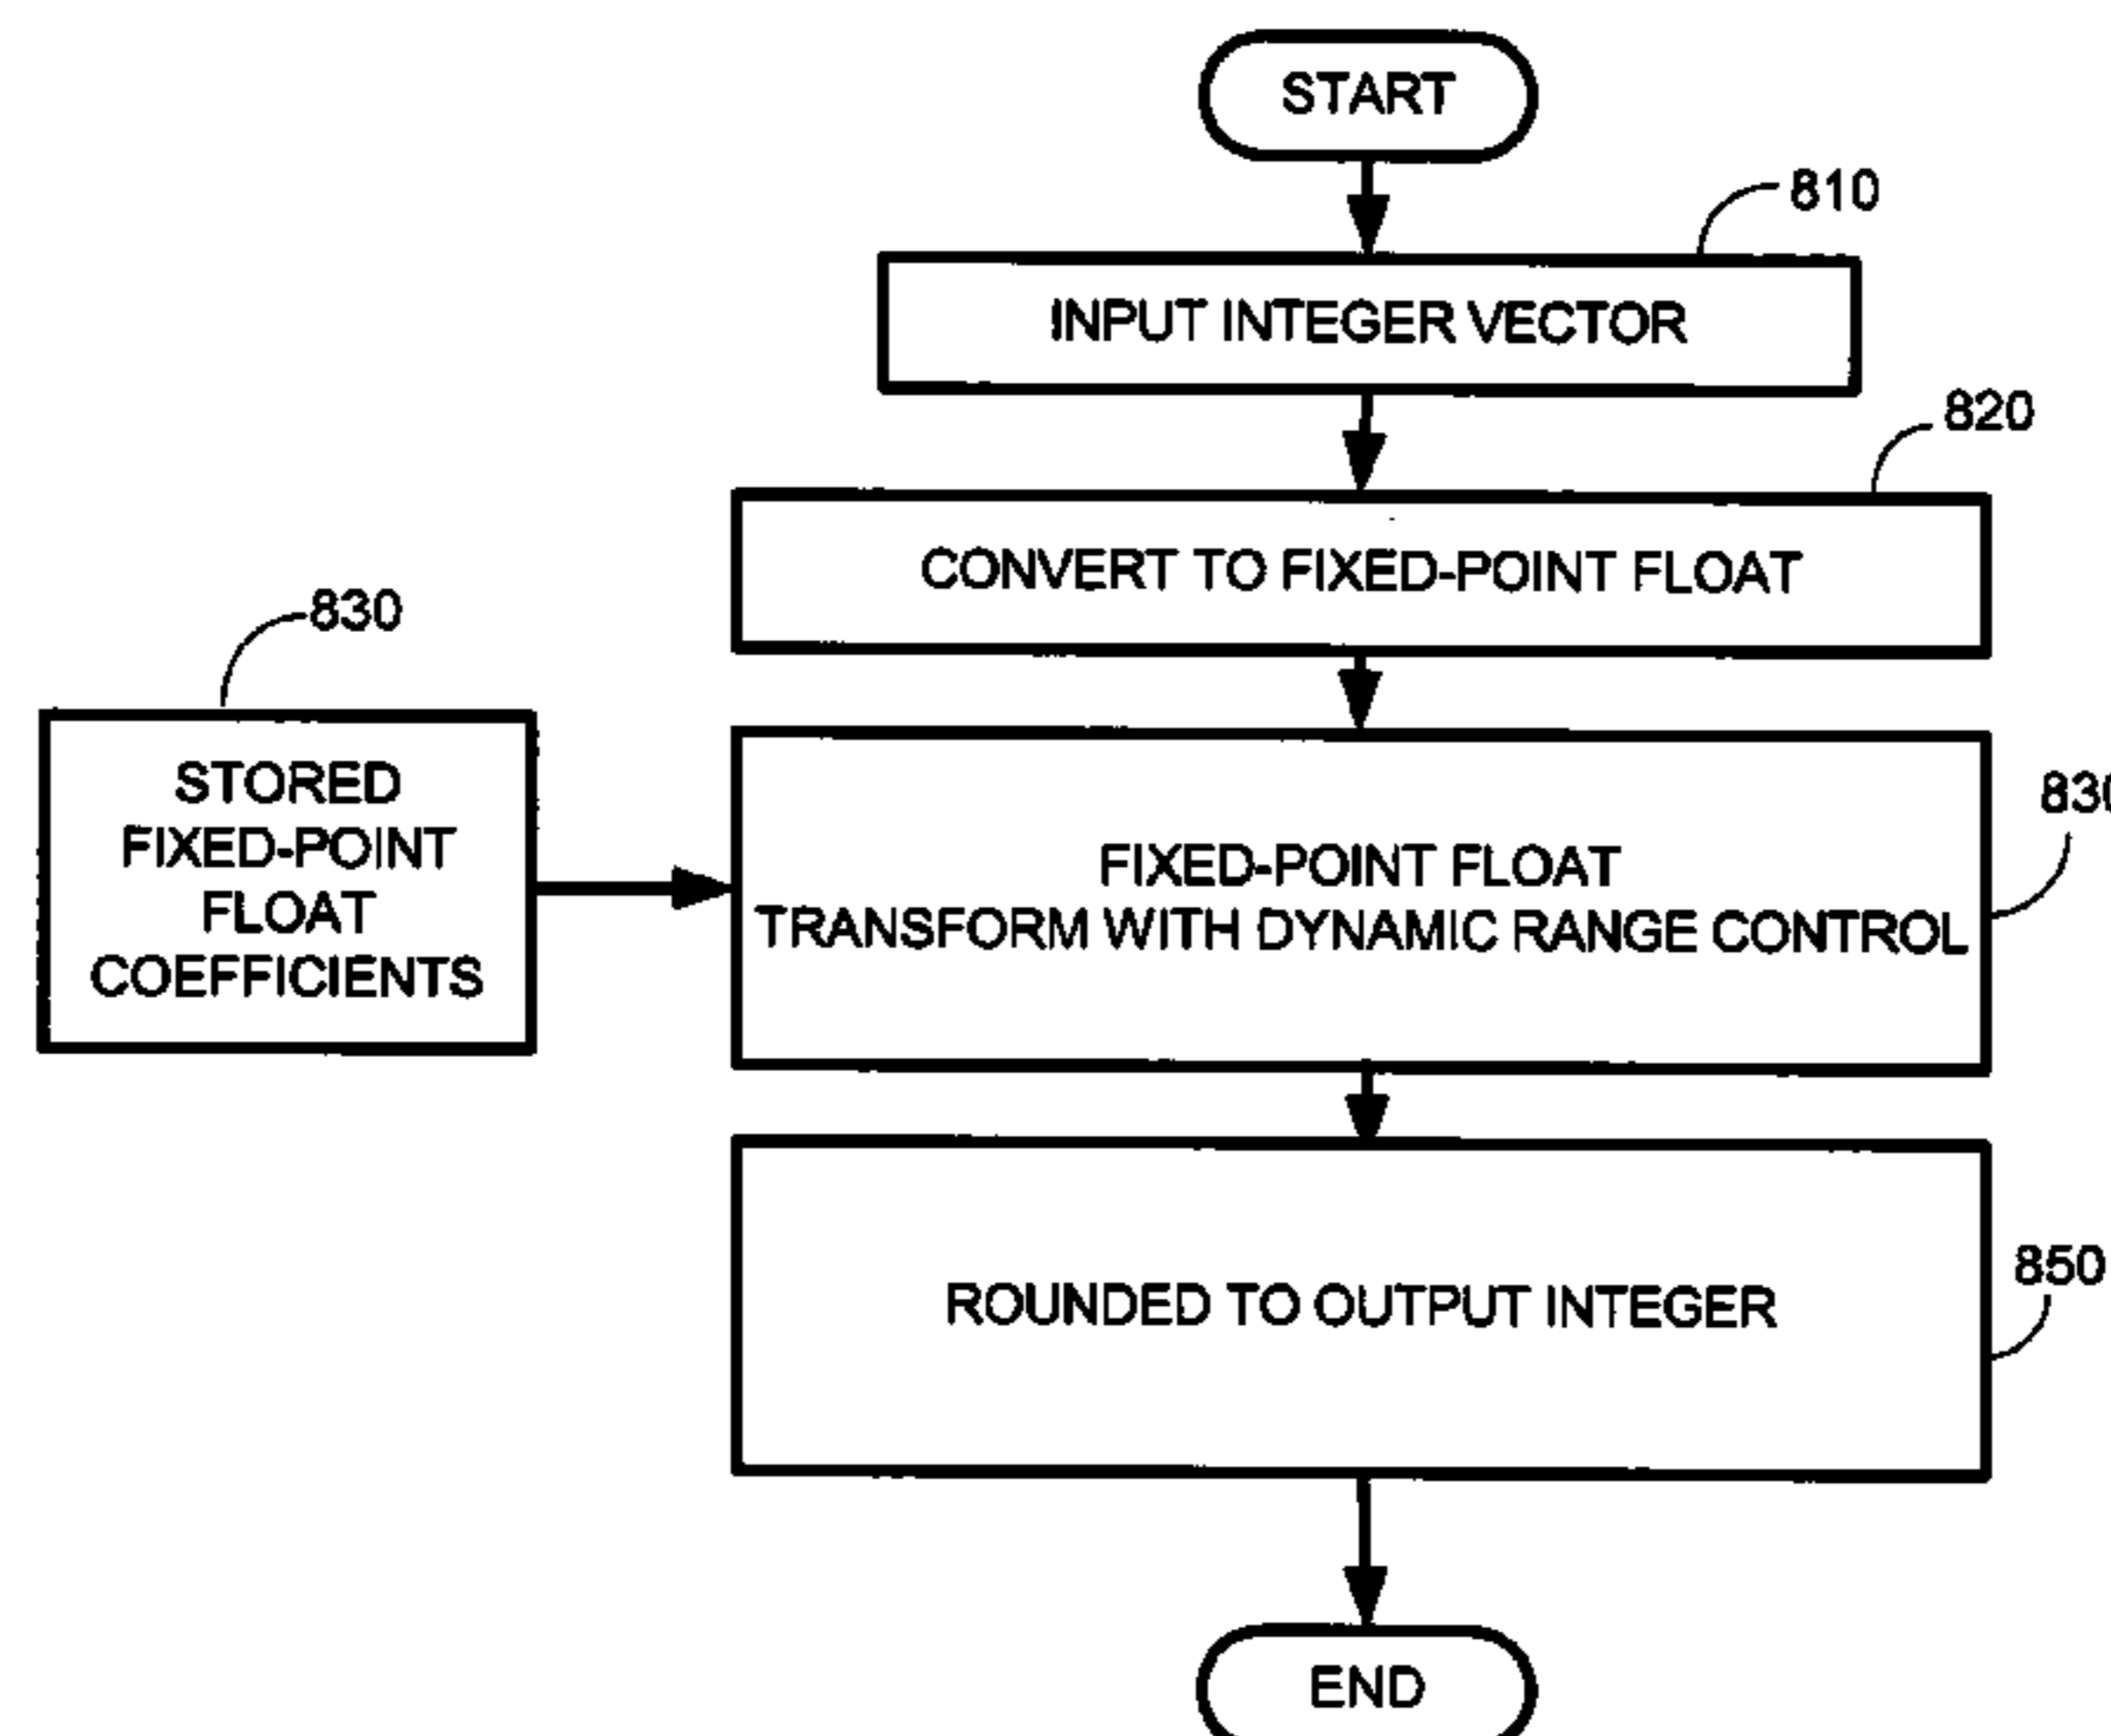 START
810
INPUT INTEGER VECTOR
820
CONVERT TO FIXED-POINT FLOAT
830
STORED
FIXED-POINT
FLOAT
COEFFICIENTS
830
FIXED-POINT FLOAT
TRANSFORM WITH DYNAMIC RANGE CONTROL
850
ROUNDED TO OUTPUT INTEGER
END